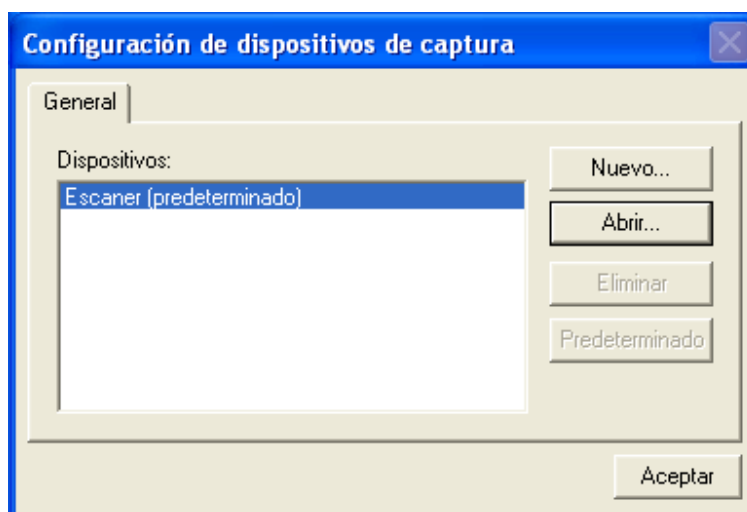 Configuración de dispositivos de captura
General
Dispositivos:
Escaner (predeterminado)
Nuevo...
Abrir...
Eliminar
Predeterminado
Aceptar